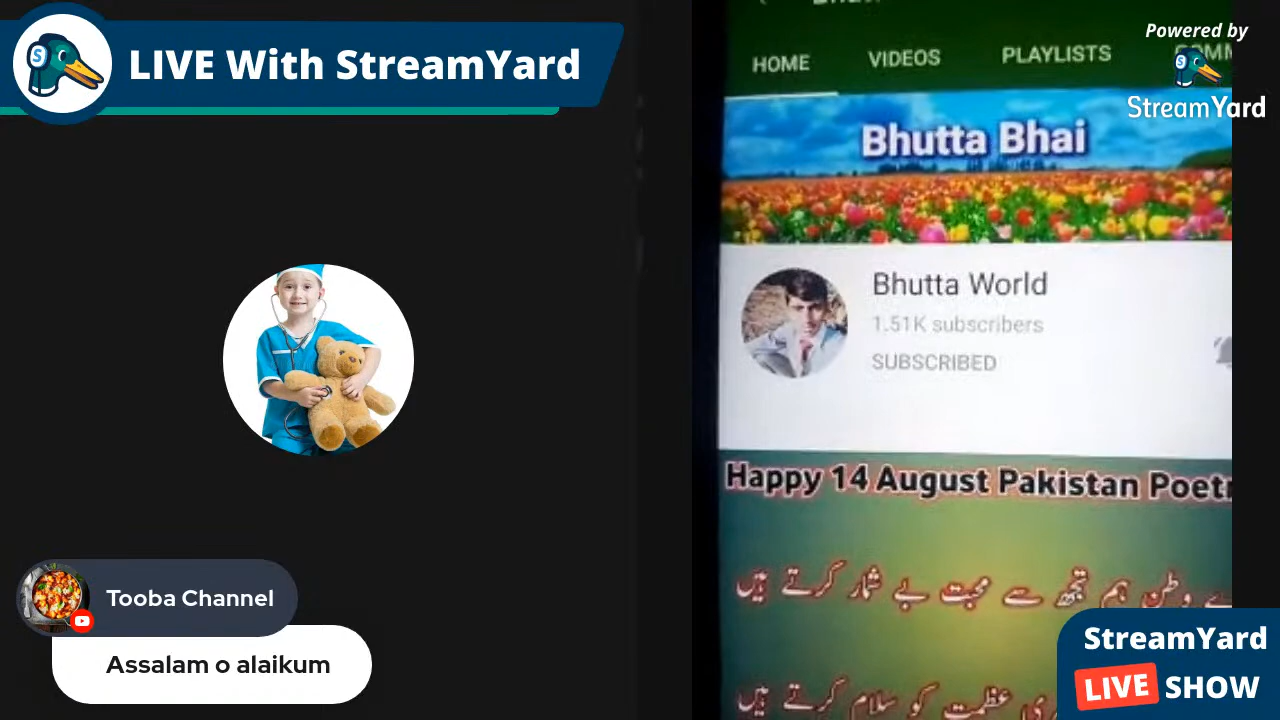 LIVE With StreamYard
Powered by
StreamYard
HOME VIDEOS PLAYLISTS
Bhutta Bhai
Bhutta World
1.51K subscribers
SUBSCRIBED
Happy 14 August Pakistan
وطن ہم تجھ سے محبت بے شمار کرتے ہیں
عظمت کو سلام کرتے ہیں
Tooba Channel
Assalam o alaikum
StreamYard
LIVE SHOW